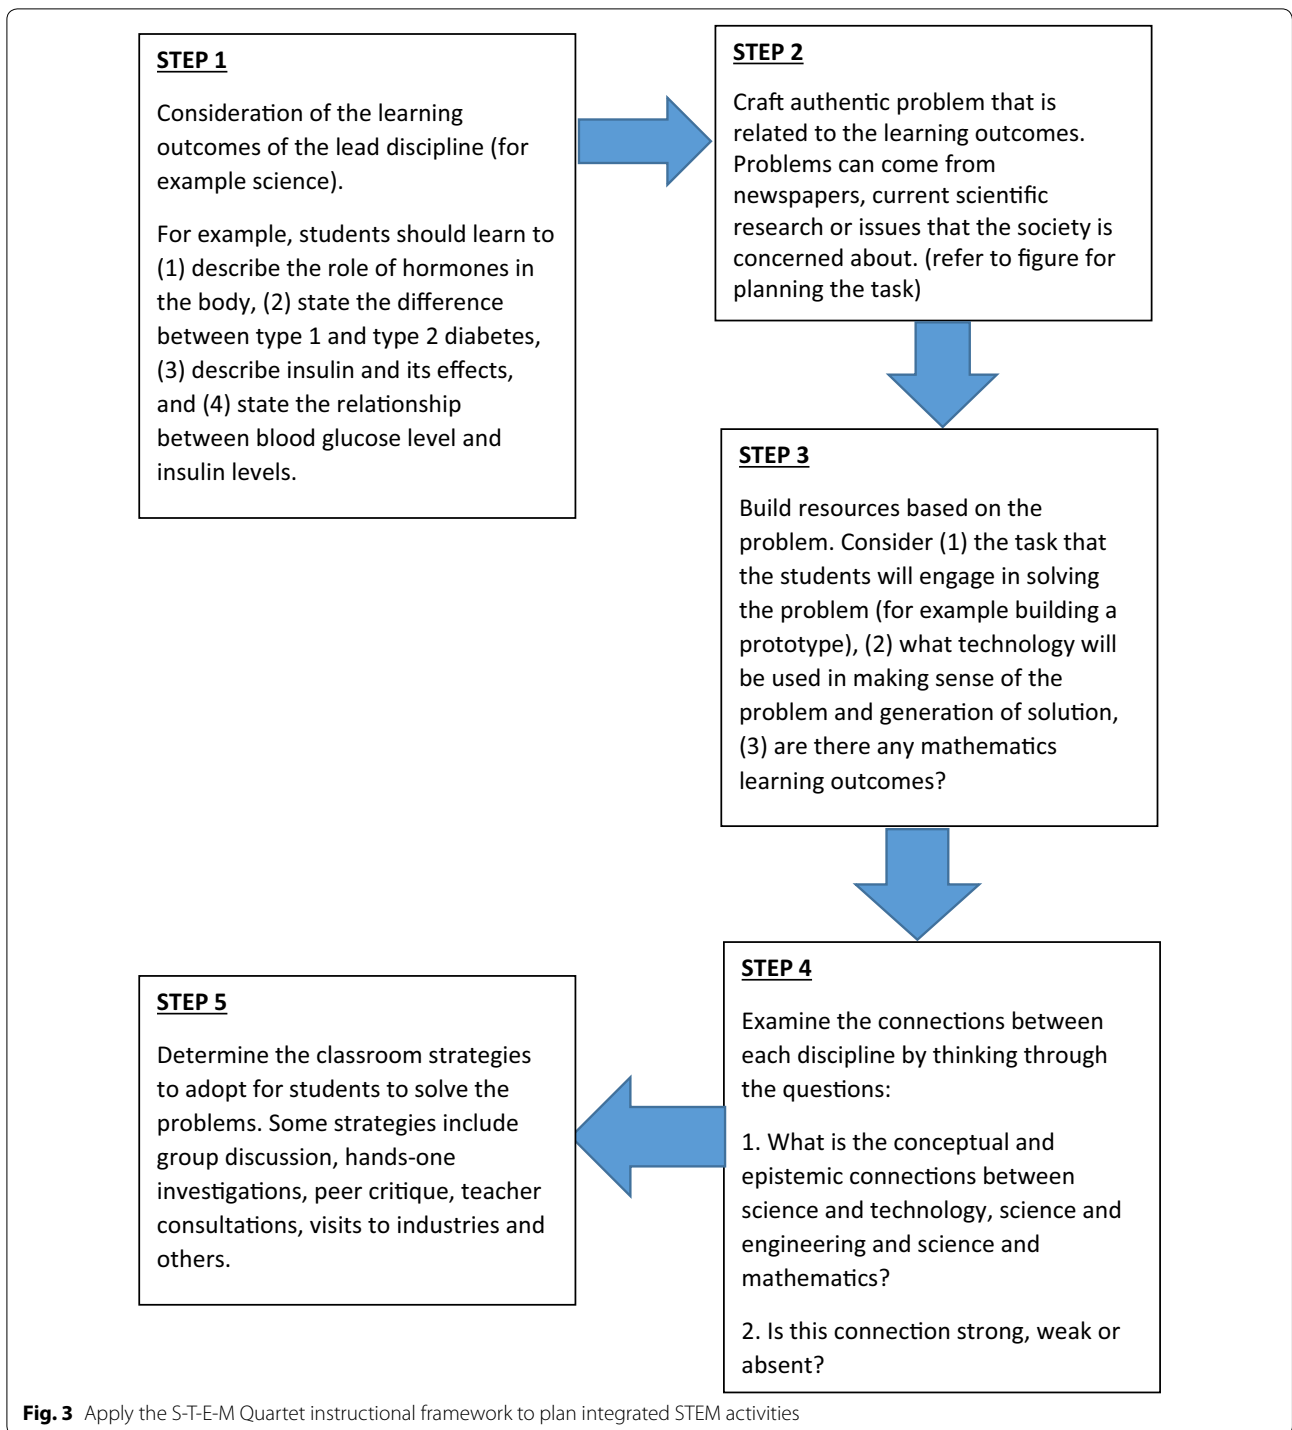 STEP 1
Consideration of the learning
outcomes of the lead discipline (for
example science).
For example, students should learn to
(1) describe the role of hormones in
the body, (2) state the difference
between type 1 and type 2 diabetes,
(3) describe insulin and its effects,
and (4) state the relationship
between blood glucose level and
insulin levels.
STEP 2
Craft authentic problem that is
related to the learning outcomes.
Problems can come from
newspapers, current scientific
research or issues that the society is
concerned about. (refer to figure for
planning the task)
STEP 3
Build resources based on the
problem. Consider (1) the task that
the students will engage in solving
the problem (for example building a
prototype), (2) what technology will
be used in making sense of the
problem and generation of solution,
(3) are there any mathematics
learning outcomes?
STEP 4
Examine the connections between
each discipline by thinking through
the questions:
1. What is the conceptual and
epistemic connections between
science and technology, science and
engineering and science and
mathematics?
2. Is this connection strong, weak or
absent?
STEP 5
Determine the classroom strategies
to adopt for students to solve the
problems. Some strategies include
group discussion, hands-one
investigations, peer critique, teacher
consultations, visits to industries and
others.
Fig. 3 Apply the S-T-E-M Quartet instructional framework to plan integrated STEM activities